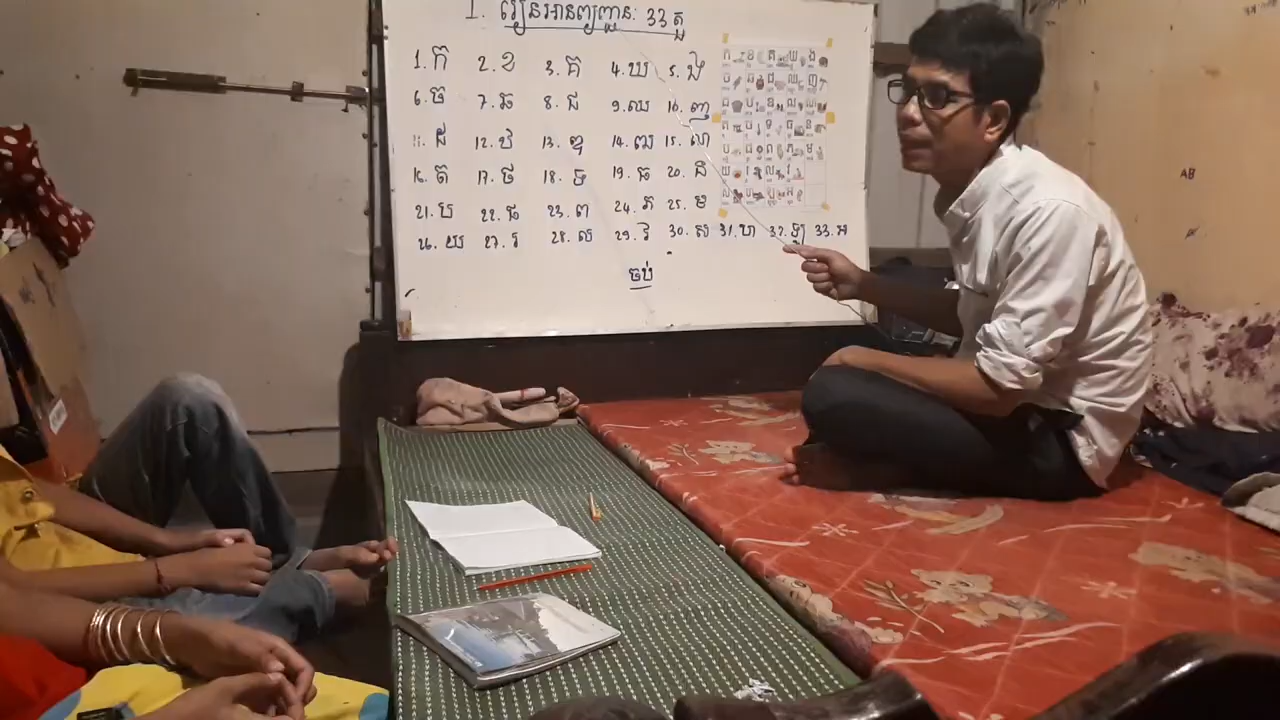 I. រៀនអានព្យញ្ជនៈ 33 តួ
1. ក 2. ខ 3. គ 4. ឃ 5. ង
6. ច 7. ឆ 8. ជ 9. ឈ 10. ញ
11. ដ 12. ឋ 13. ឌ 14. ឍ 15. ណ
16. ត 17. ថ 18. ទ 19. ធ 20. ន
21. ប 22. ផ 23. ព 24. ភ 25. ម
26. យ 27. រ 28. ល 29. វ 30. ស 31. ហ 32. ឡ 33. អ
ចប់
AB